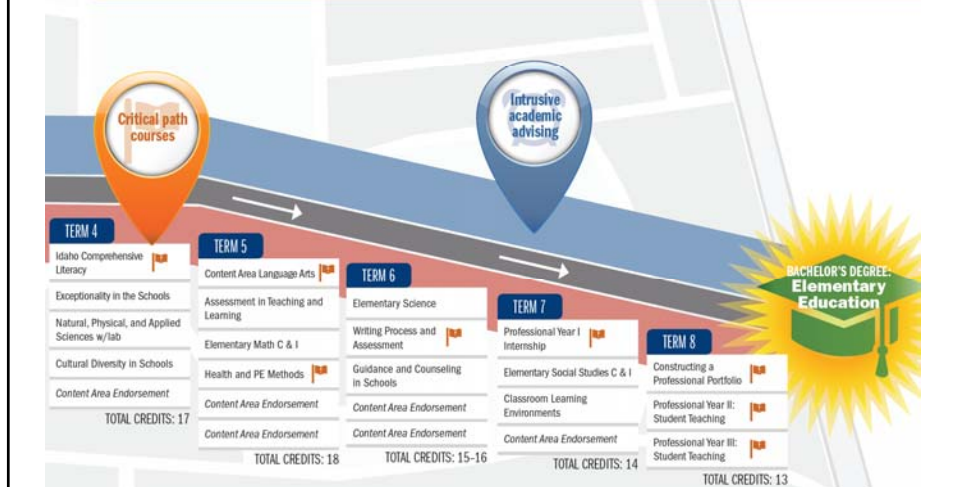 Critical path
courses
Intrusive
academic
advising
TERM 4
Idaho Comprehensive
Literacy
Exceptionality in the Schools
Natural, Physical, and Applied
Sciences w/lab
Cultural Diversity in Schools
Content Area Endorsement
TOTAL CREDITS: 17
TERM 5
Content Area Language Arts
Assessment in Teaching and
Learning
Elementary Math C & I
Health and PE Methods
Content Area Endorsement
Content Area Endorsement
TOTAL CREDITS: 18
TERM 6
Elementary Science
Writing Process and
Assessment
Guidance and Counseling
in Schools
Content Area Endorsement
Content Area Endorsement
TOTAL CREDITS: 15-16
TERM 7
Professional Year I
Internship
Elementary Social Studies C & I
Classroom Learning
Environments
Content Area Endorsement
TOTAL CREDITS: 14
TERM 8
Constructing a
Professional Portfolio
Professional Year II:
Student Teaching
Professional Year III:
Student Teaching
TOTAL CREDITS: 13
BACHELOR'S DEGREE:
Elementary
Education